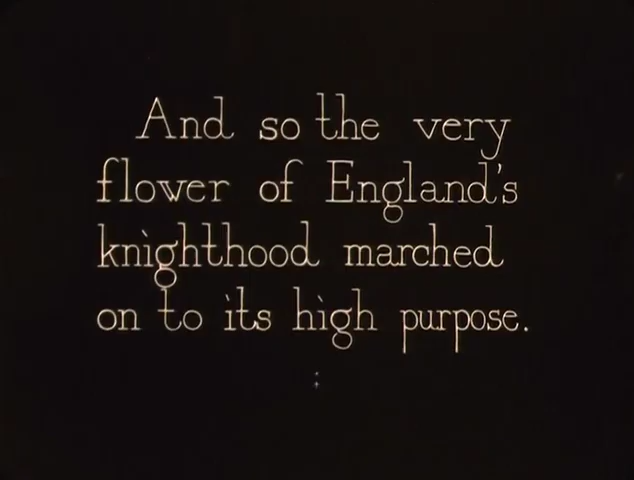 And so the very
flower of England's
knighthood marched
on to its high purpose.